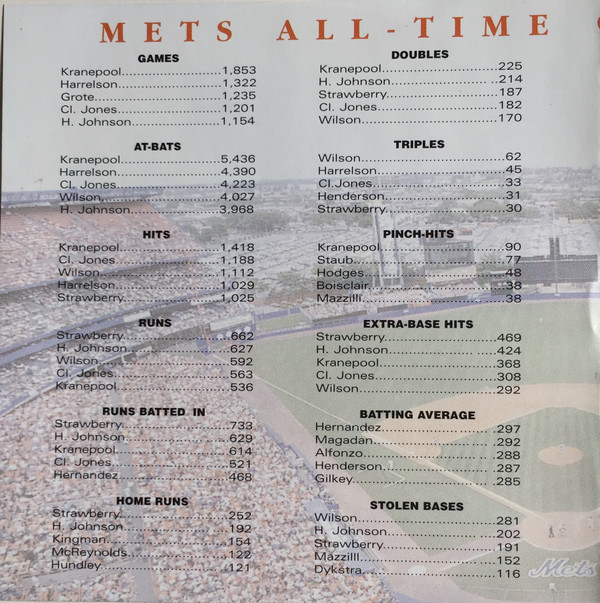 METS ALL-TIME
GAMES
Kranepool........................1,853
Harrelson........................1,322
Grote............................1,235
Cl. Jones........................1,201
H. Johnson.......................1,154
AT-BATS
Kranepool........................5,436
Harrelson........................4,390
Cl. Jones........................4,223
Wilson...........................4,027
H. Johnson.......................3,968
HITS
Kranepool........................1,418
Cl. Jones........................1,188
Wilson...........................1,112
Harrelson........................1,029
Strawberry.......................1,025
RUNS
Strawberry.......................662
H. Johnson.......................627
Wilson...........................592
Cl. Jones........................563
Kranepool........................536
RUNS BATTED IN
Strawberry.......................733
H. Johnson.......................629
Kranepool........................614
Cl. Jones........................521
Hernandez........................468
HOME RUNS
Strawberry.......................252
H. Johnson.......................192
Kingman..........................154
McReynolds.......................122
Hundley..........................121
DOUBLES
Kranepool........................225
H. Johnson.......................214
Strawberry.......................187
Cl. Jones........................182
Wilson...........................170
TRIPLES
Wilson...........................62
Harrelson........................45
Cl.Jones.........................33
Henderson........................31
Strawberry.......................30
PINCH-HITS
Kranepool........................90
Staub............................77
Hodges...........................48
Boisclair........................38
Mazzilli.........................38
EXTRA-BASE HITS
Strawberry.......................469
H. Johnson.......................424
Kranepool........................368
Cl. Jones........................308
Wilson...........................292
BATTING AVERAGE
Hernandez........................297
Magadan..........................292
Alfonzo..........................288
Henderson........................287
Gilkey...........................285
STOLEN BASES
Wilson...........................281
H. Johnson.......................202
Strawberry.......................191
Mazzilli.........................152
Dykstra..........................116
Mets